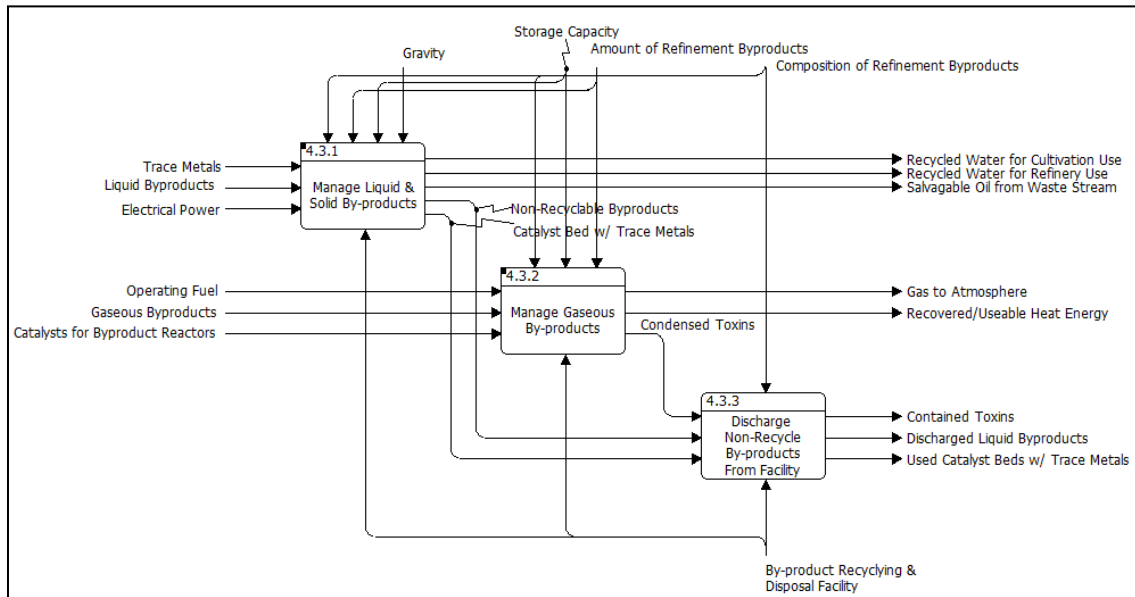 Storage Capacity
Gravity
Amount of Refinement Byproducts
Composition of Refinement Byproducts
4.3.1
Manage Liquid &
Solid By-products
Trace Metals
Liquid Byproducts
Electrical Power
Recycled Water for Cultivation Use
Recycled Water for Refinery Use
Salvagable Oil from Waste Stream
Non-Recyclable Byproducts
Catalyst Bed w/ Trace Metals
4.3.2
Manage Gaseous
By-products
Operating Fuel
Gaseous Byproducts
Catalysts for Byproduct Reactors
Gas to Atmosphere
Recovered/Useable Heat Energy
Condensed Toxins
4.3.3
Discharge
Non-Recycle
By-products
From Facility
Contained Toxins
Discharged Liquid Byproducts
Used Catalyst Beds w/ Trace Metals
By-product Recyclying &
Disposal Facility